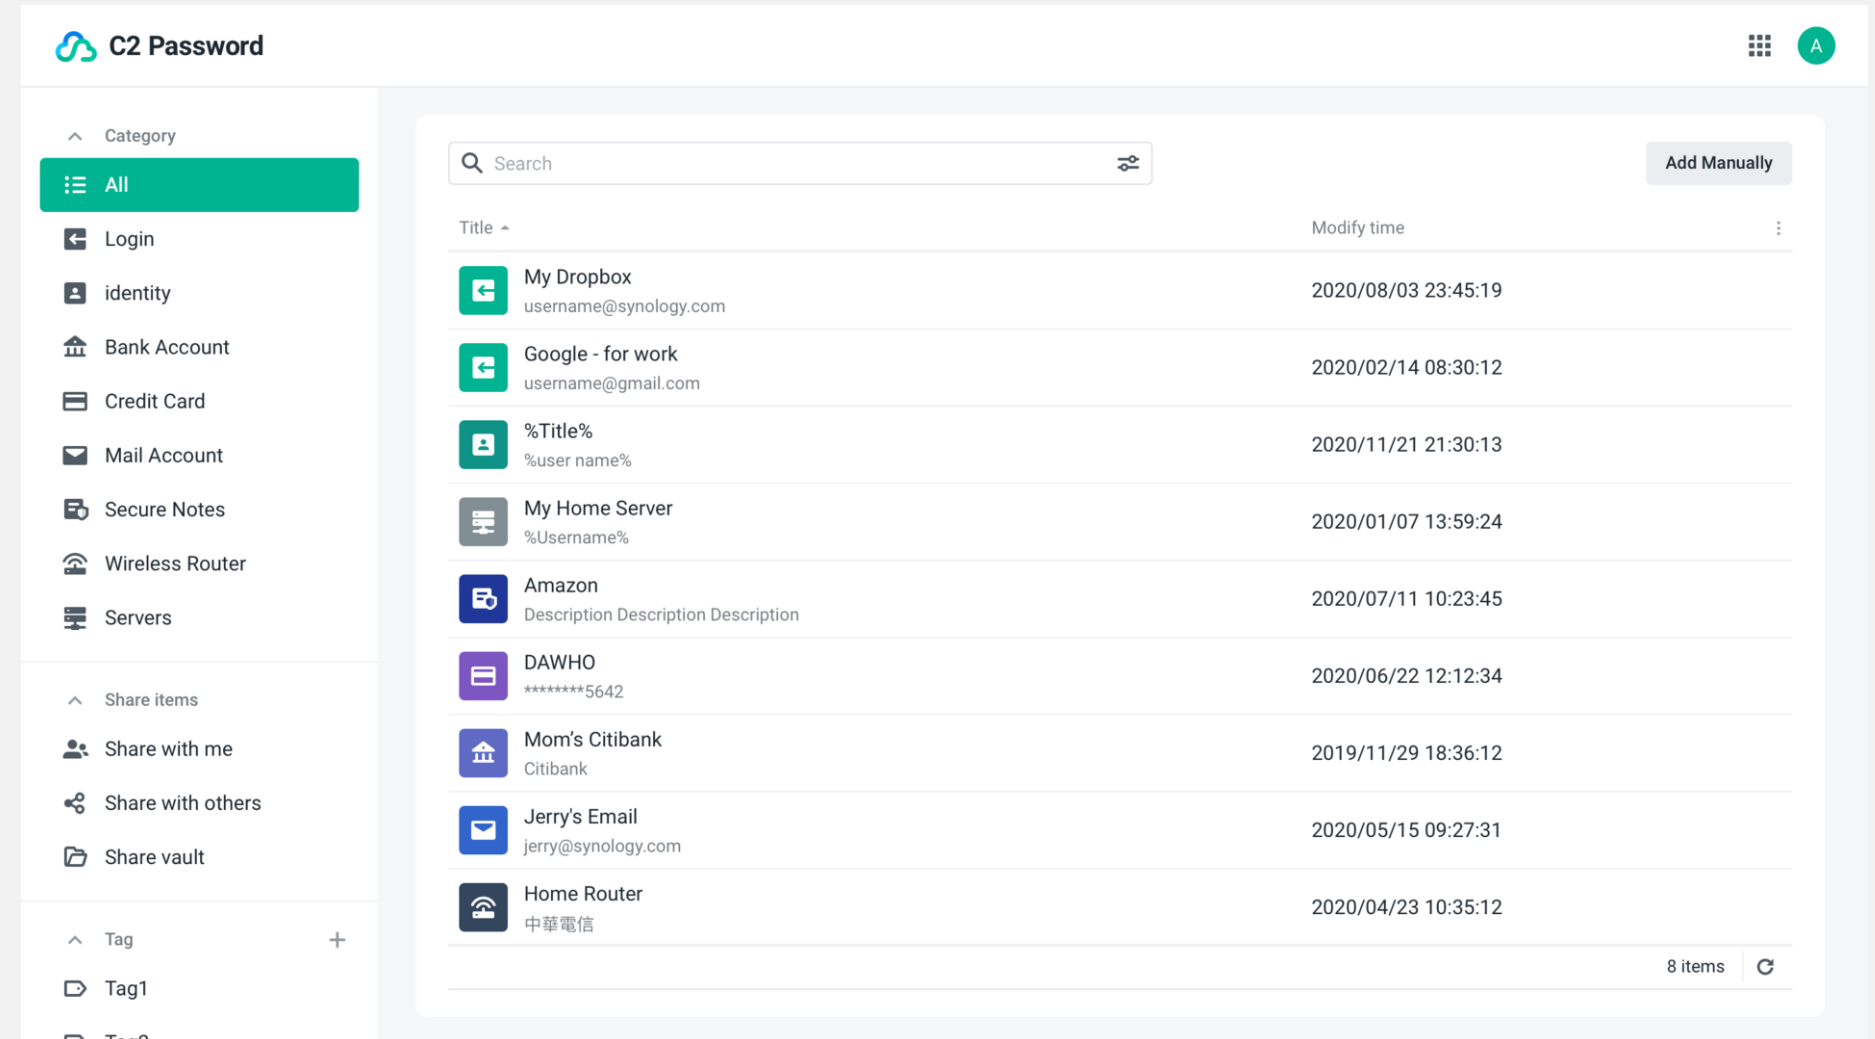 C2 Password
A
Category
All
Login
identity
Bank Account
Credit Card
Mail Account
Secure Notes
Wireless Router
Servers
Share items
Share with me
Share with others
Share vault
Tag
Tag1
Search
Add Manually
Title
Modify time
My Dropbox
username@synology.com
2020/08/03 23:45:19
Google - for work
username@gmail.com
2020/02/14 08:30:12
%Title%
%user name%
2020/11/21 21:30:13
My Home Server
%Username%
2020/01/07 13:59:24
Amazon
Description Description Description
2020/07/11 10:23:45
DAWHO
********5642
2020/06/22 12:12:34
Mom’s Citibank
Citibank
2019/11/29 18:36:12
Jerry's Email
jerry@synology.com
2020/05/15 09:27:31
Home Router
中華電信
2020/04/23 10:35:12
8 items